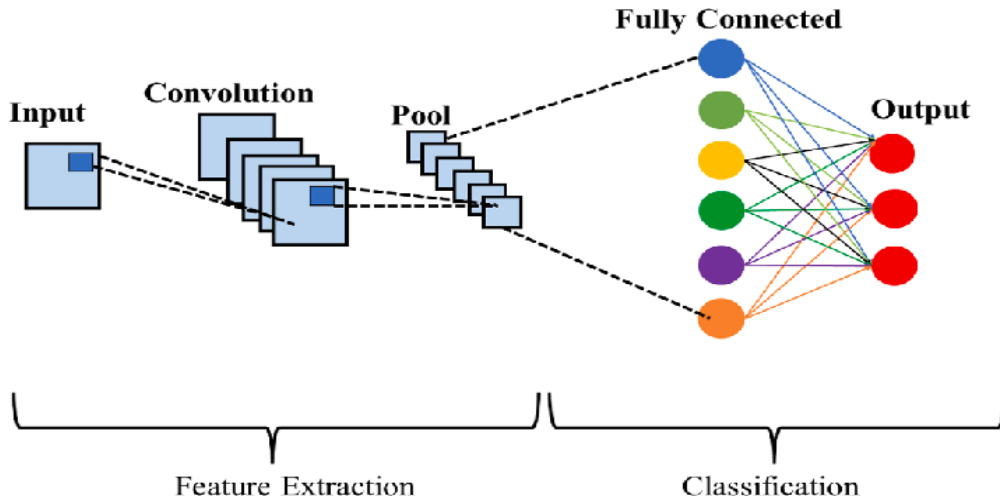 Fully Connected
Convolution
Input
Pool
Output
Feature Extraction
Classification